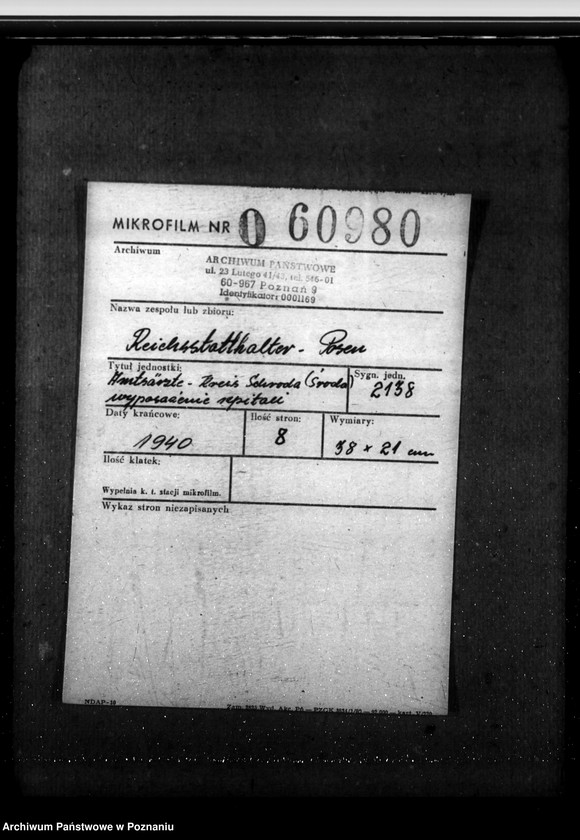 MIKROFILM NR O 60980
Archiwum
ARCHIWUM PAŃSTWOWE
ul. 23 Lutego 41/43, tel. 546-01
60-967 Poznań 9
Identyfikator: 0001169
Nazwa zespołu lub zbioru:
Reichsstatthalter - Posen
Tytuł jednostki:
Amtsärzte - Kreis Schroda (Środa)
wyposażenie szpitali
Sygn. jedn.
2138
Daty krańcowe:
1940
Ilość stron:
8
Wymiary:
38 x 21 cm
Ilość klatek:
Wypełnia k. t. stacji mikrofilm.
Wykaz stron niezapisanych
NDAP-10
Archiwum Państwowe w Poznaniu